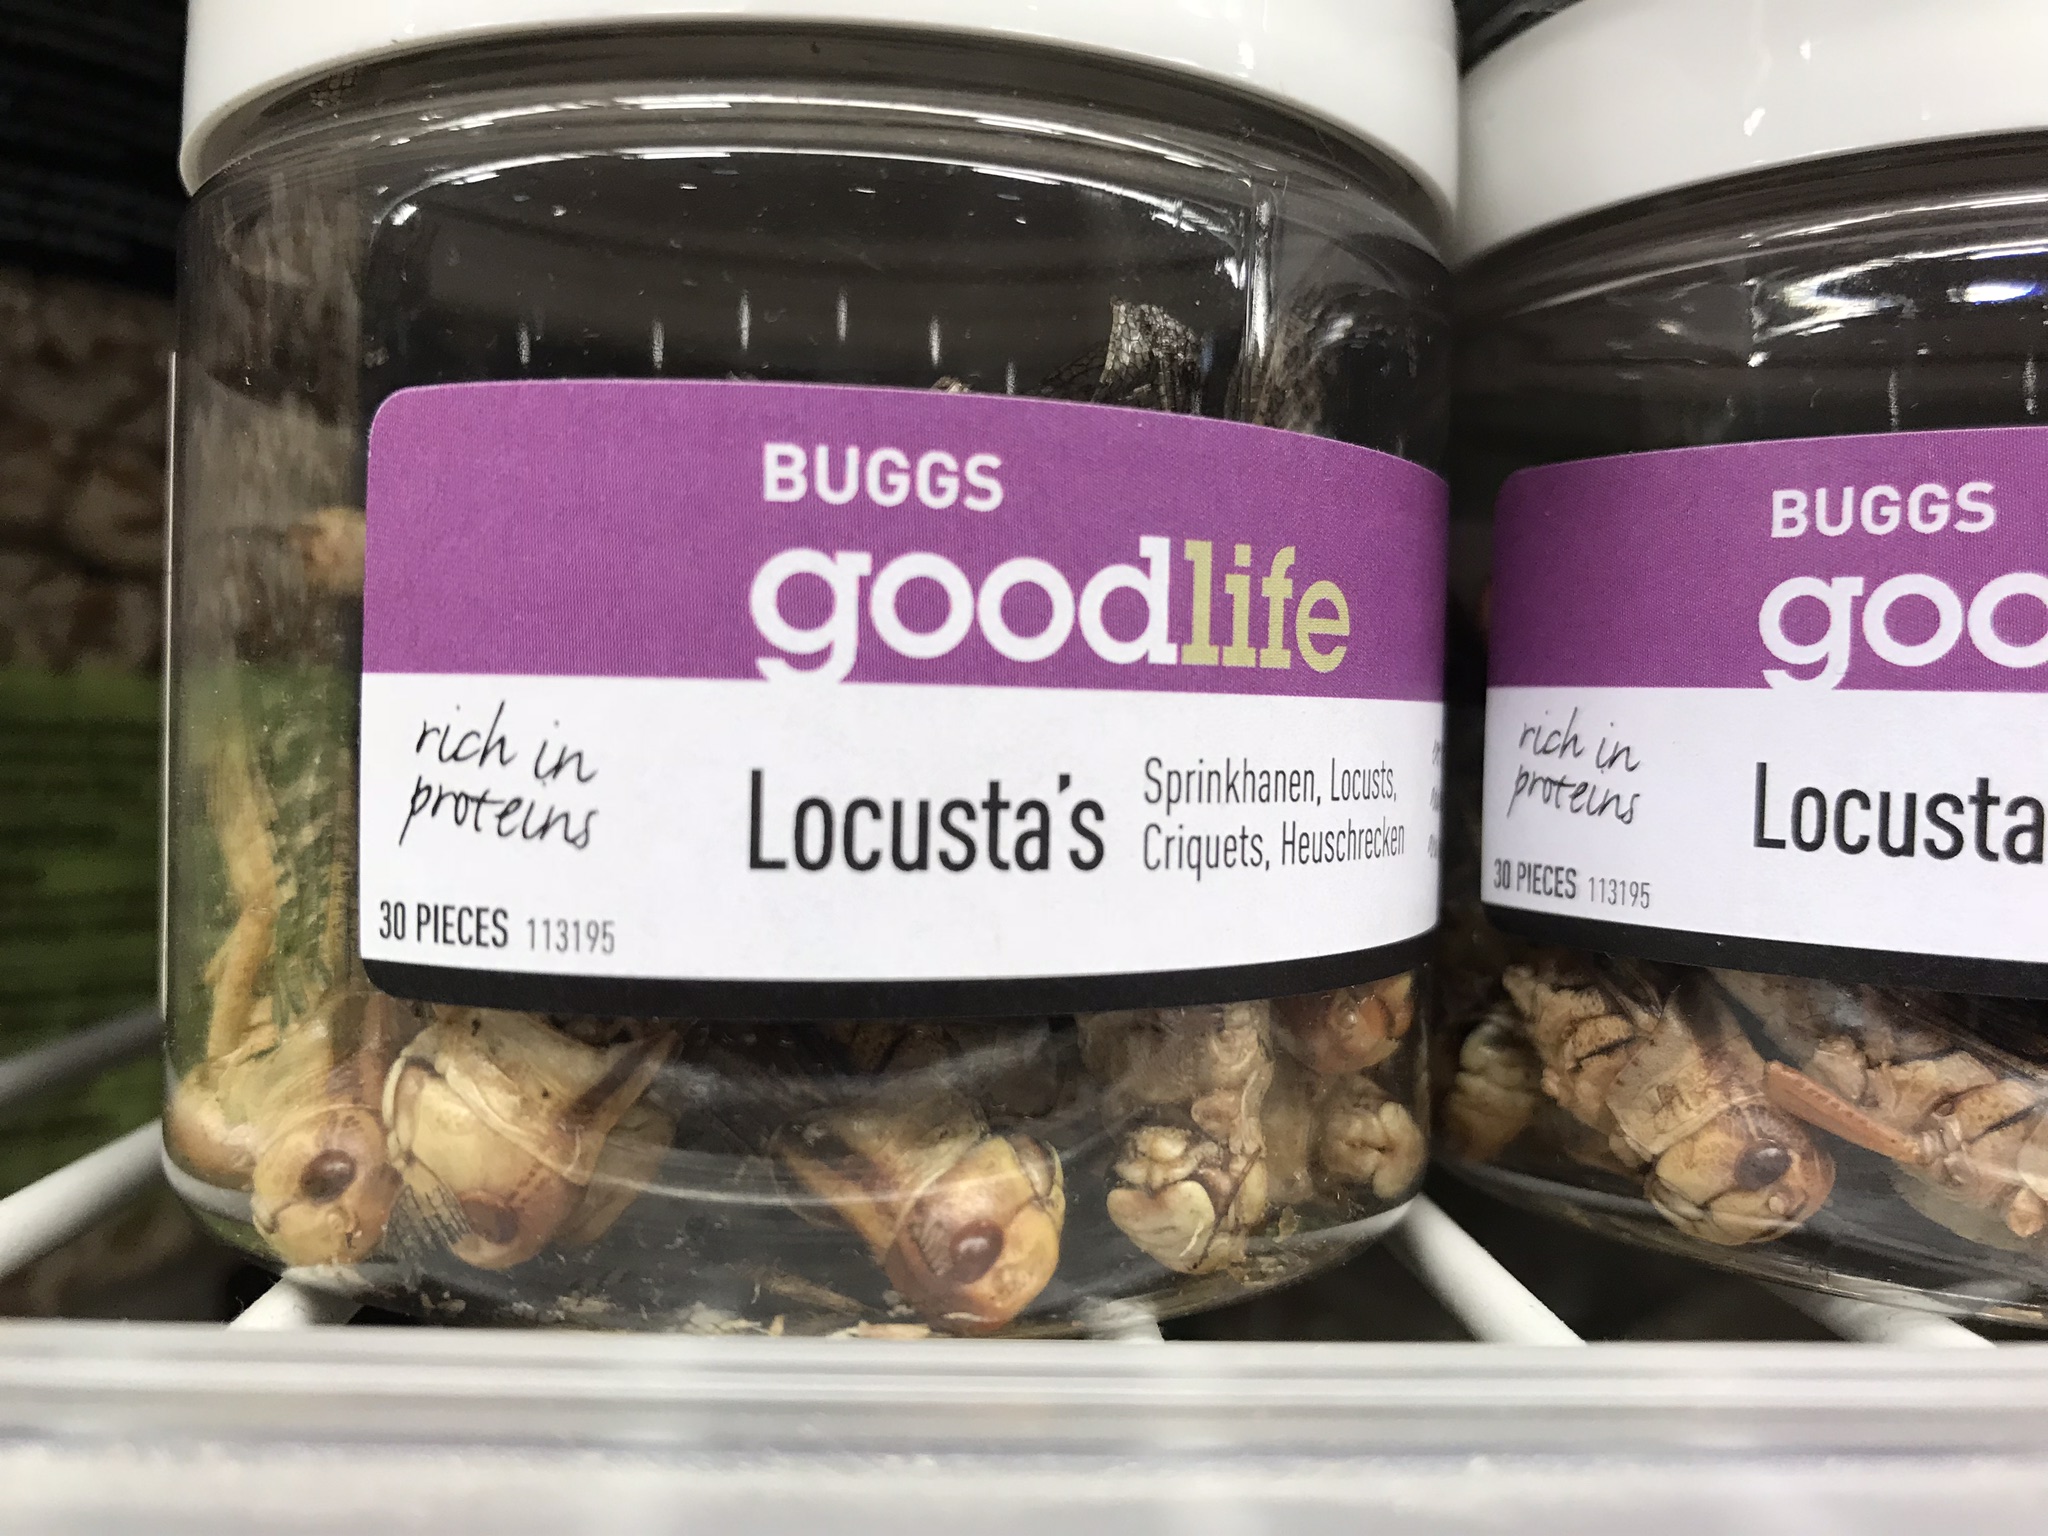 BUGGS
goodlife
rich in
proteins
Locusta's
Sprinkhanen, Locusts,
Criquets, Heuschrecken
30 PIECES 113195
BUGGS
goo
rich in
proteins
Locusta
30 PIECES 113195